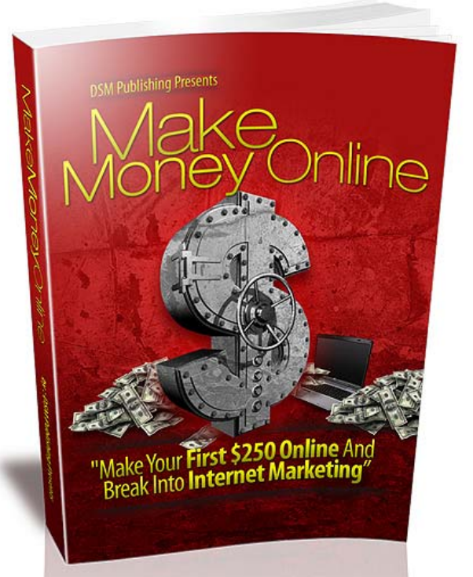 DSM Publishing Presents
Make
Money Online
"Make Your First $250 Online And
Break Into Internet Marketing"
Make Money Online